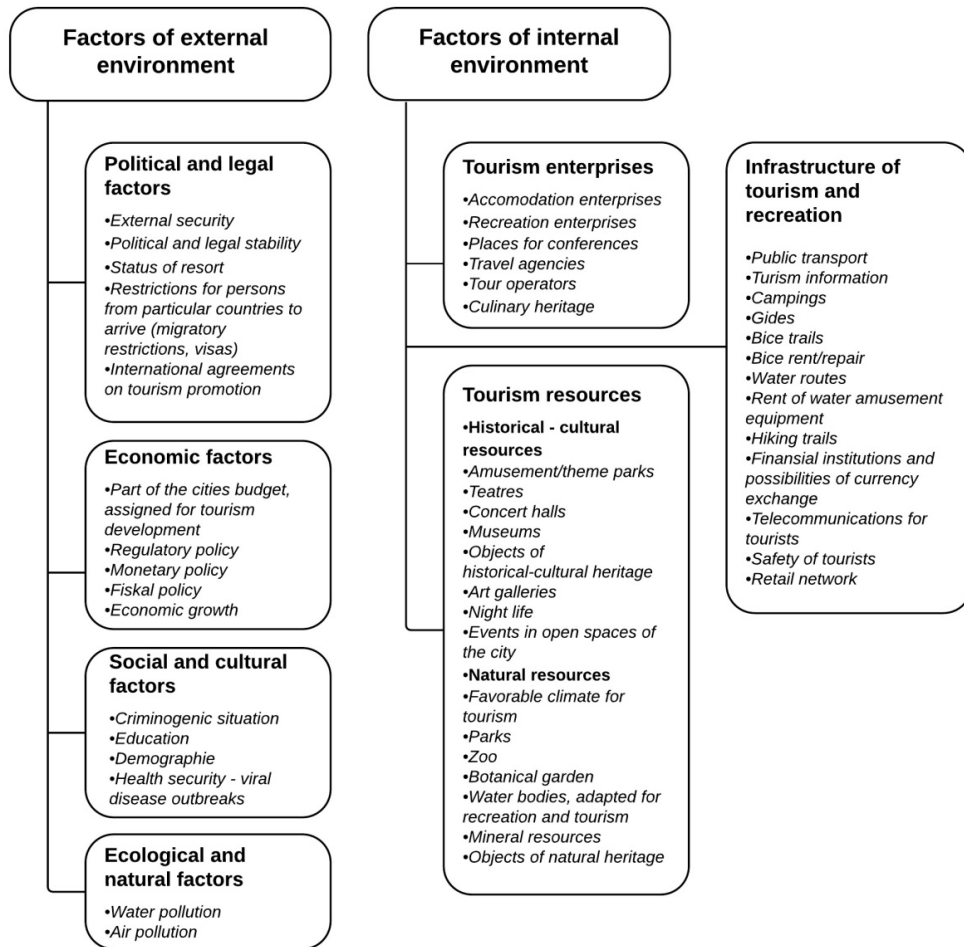 Factors of external
environment
Political and legal
factors
•External security
•Political and legal stability
•Status of resort
•Restrictions for persons
from particular countries to
arrive (migratory
restrictions, visas)
•International agreements
on tourism promotion
Economic factors
•Part of the cities budget,
assigned for tourism
development
•Regulatory policy
•Monetary policy
•Fiskal policy
•Economic growth
Social and cultural
factors
•Criminogenic situation
•Education
•Demographie
•Health security - viral
disease outbreaks
Ecological and
natural factors
•Water pollution
•Air pollution
Factors of internal
environment
Tourism enterprises
•Accomodation enterprises
•Recreation enterprises
•Places for conferences
•Travel agencies
•Tour operators
•Culinary heritage
Tourism resources
•Historical - cultural
resources
•Amusement/theme parks
•Teatres
•Concert halls
•Museums
•Objects of
historical-cultural heritage
•Art galleries
•Night life
•Events in open spaces of
the city
•Natural resources
•Favorable climate for
tourism
•Parks
•Zoo
•Botanical garden
•Water bodies, adapted for
recreation and tourism
•Mineral resources
•Objects of natural heritage
Infrastructure of
tourism and
recreation
•Public transport
•Turism information
•Campings
•Gides
•Bice trails
•Bice rent/repair
•Water routes
•Rent of water amusement
equipment
•Hiking trails
•Finansial institutions and
possibilities of currency
exchange
•Telecommunications for
tourists
•Safety of tourists
•Retail network